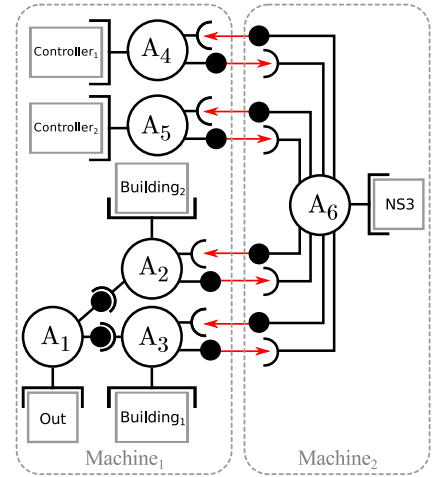 Controller₁
A₄
Controller₂
A₅
Building₂
A₆
NS3
A₂
A₁
A₃
Out
Building₁
Machine₁
Machine₂